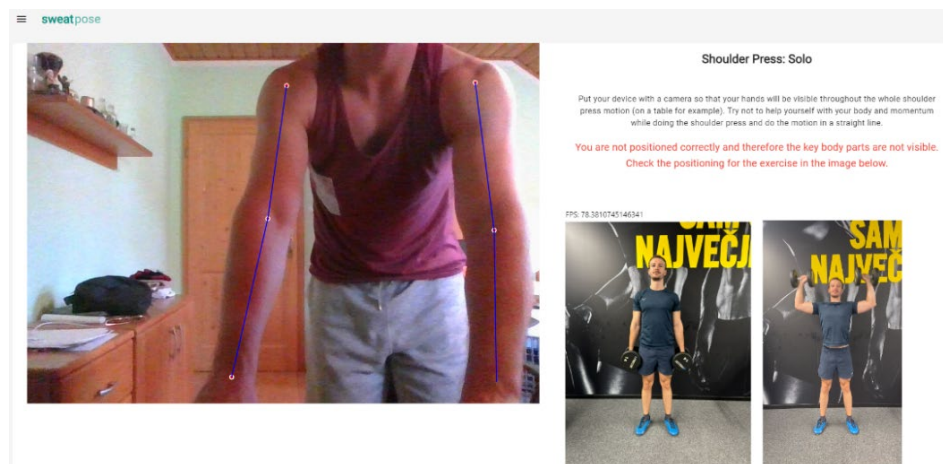 sweatpose
Shoulder Press: Solo
Put your device with a camera so that your hands will be visible throughout the whole shoulder
press motion (on a table for example). Try not to help yourself with your body and momentum
while doing the shoulder press and do the motion in a straight line.
You are not positioned correctly and therefore the key body parts are not visible.
Check the positioning for the exercise in the image below.
FPS: 78.3810745146341
SAM
NAJVEČJ
SAM
NAJVEČ